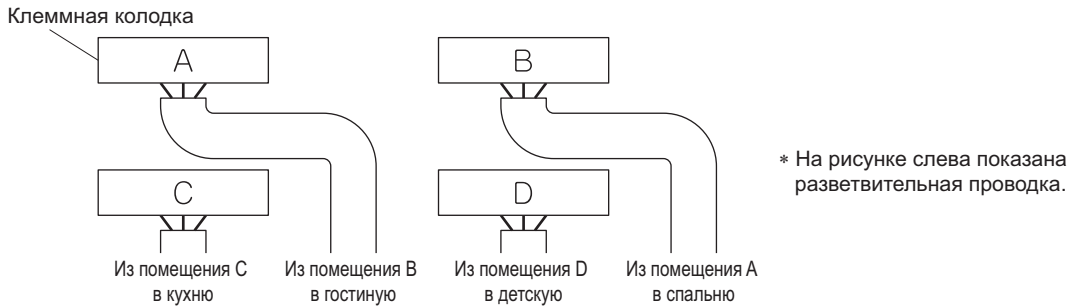 Клеммная колодка
A
B
C
D
* На рисунке слева показана
разветвительная проводка.
Из помещения C
в кухню
Из помещения B
в гостиную
Из помещения D
в детскую
Из помещения A
в спальню